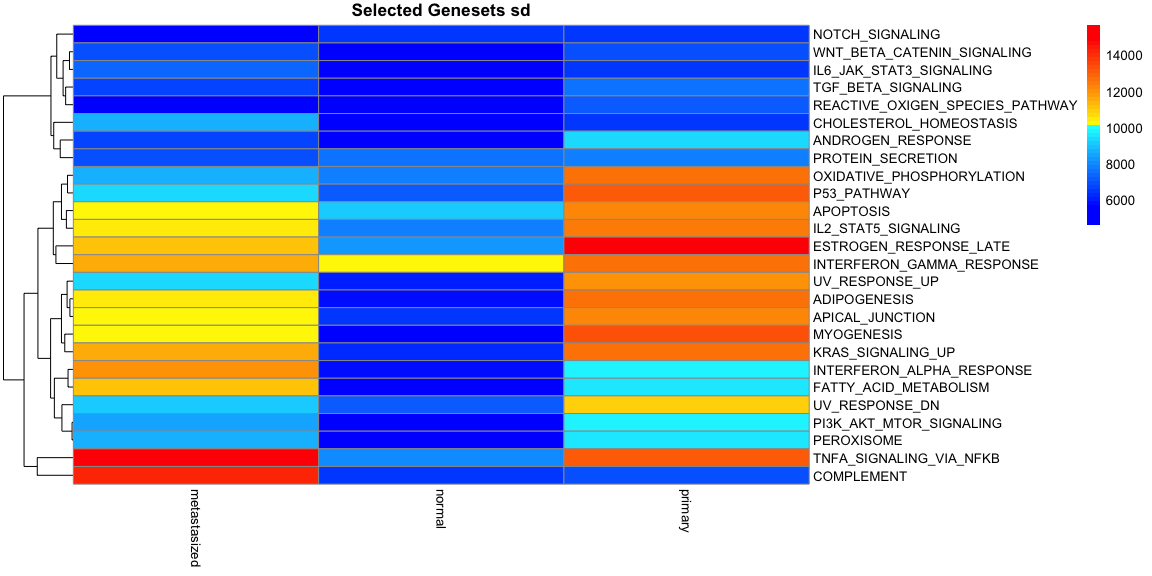 Selected Genesets sd
NOTCH_SIGNALING
WNT_BETA_CATENIN_SIGNALING
IL6_JAK_STAT3_SIGNALING
TGF_BETA_SIGNALING
REACTIVE_OXIGEN_SPECIES_PATHWAY
CHOLESTEROL_HOMEOSTASIS
ANDROGEN_RESPONSE
PROTEIN_SECRETION
OXIDATIVE_PHOSPHORYLATION
P53_PATHWAY
APOPTOSIS
IL2_STAT5_SIGNALING
ESTROGEN_RESPONSE_LATE
INTERFERON_GAMMA_RESPONSE
UV_RESPONSE_UP
ADIPOGENESIS
APICAL_JUNCTION
MYOGENESIS
KRAS_SIGNALING_UP
INTERFERON_ALPHA_RESPONSE
FATTY_ACID_METABOLISM
UV_RESPONSE_DN
PI3K_AKT_MTOR_SIGNALING
PEROXISOME
TNFA_SIGNALING_VIA_NFKB
COMPLEMENT
14000
12000
10000
8000
6000
metastasized
normal
primary